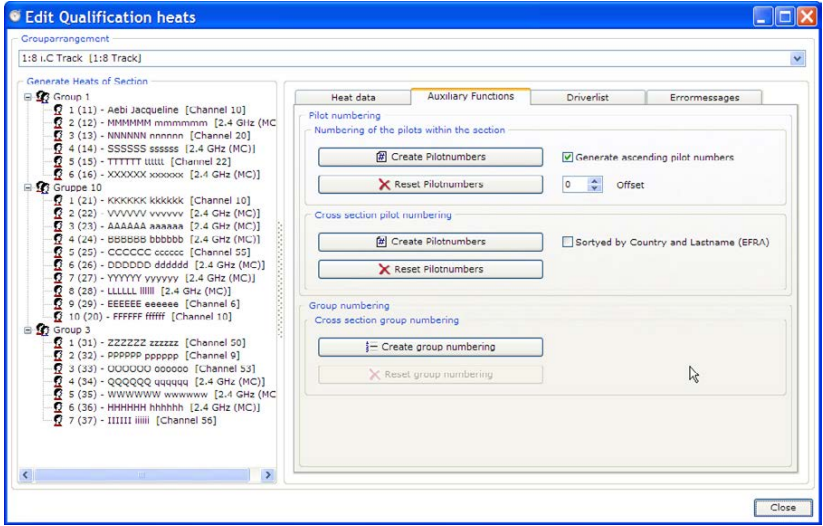 Edit Qualification heats
Grouparrangement
1:8 I.C Track [1:8 Track]
Generate Heats of Section
Group 1
1 (11) - Aebi Jacqueline [Channel 10]
2 (12) - MMMMMM mmmmmm [2.4 GHz (MC
3 (13) - NNNNNN nnnnnn [Channel 20]
4 (14) - SSSSSS ssssss [2.4 GHz (MC)]
5 (15) - TTTTTT tttttt [Channel 22]
6 (16) - XXXXXX xxxxxx [2.4 GHz (MC)]
Gruppe 10
1 (21) - KKKKKK kkkkkk [Channel 10]
2 (22) - VVVVVV vvvvvv [2.4 GHz (MC)]
3 (23) - AAAAAA aaaaaa [2.4 GHz (MC)]
4 (24) - BBBBBB bbbbbb [2.4 GHz (MC)]
5 (25) - CCCCCC cccccc [Channel 55]
6 (26) - DDDDDD dddddd [2.4 GHz (MC)]
7 (27) - YYYYYY yyyyyy [2.4 GHz (MC)]
8 (28) - LLLLLL llllll [2.4 GHz (MC)]
9 (29) - EEEEEE eeeeee [Channel 6]
10 (20) - FFFFFF ffffff [Channel 10]
Group 3
1 (31) - ZZZZZZ zzzzzz [Channel 50]
2 (32) - PPPPPP pppppp [Channel 9]
3 (33) - OOOOOO oooooo [Channel 53]
4 (34) - QQQQQQ qqqqqq [2.4 GHz (MC)]
5 (35) - WWWWWW wwwwww [2.4 GHz (MC
6 (36) - HHHHHH hhhhhh [2.4 GHz (MC)]
7 (37) - IIIIII iiiiii [Channel 56]
Heat data
Auxiliary Functions
Driverlist
Errormessages
Pilot numbering
Numbering of the pilots within the section
Create Pilotnumbers
Generate ascending pilot numbers
Reset Pilotnumbers
0
Offset
Cross section pilot numbering
Create Pilotnumbers
Sortyed by Country and Lastname (EFRA)
Reset Pilotnumbers
Group numbering
Cross section group numbering
Create group numbering
Reset group numbering
Close